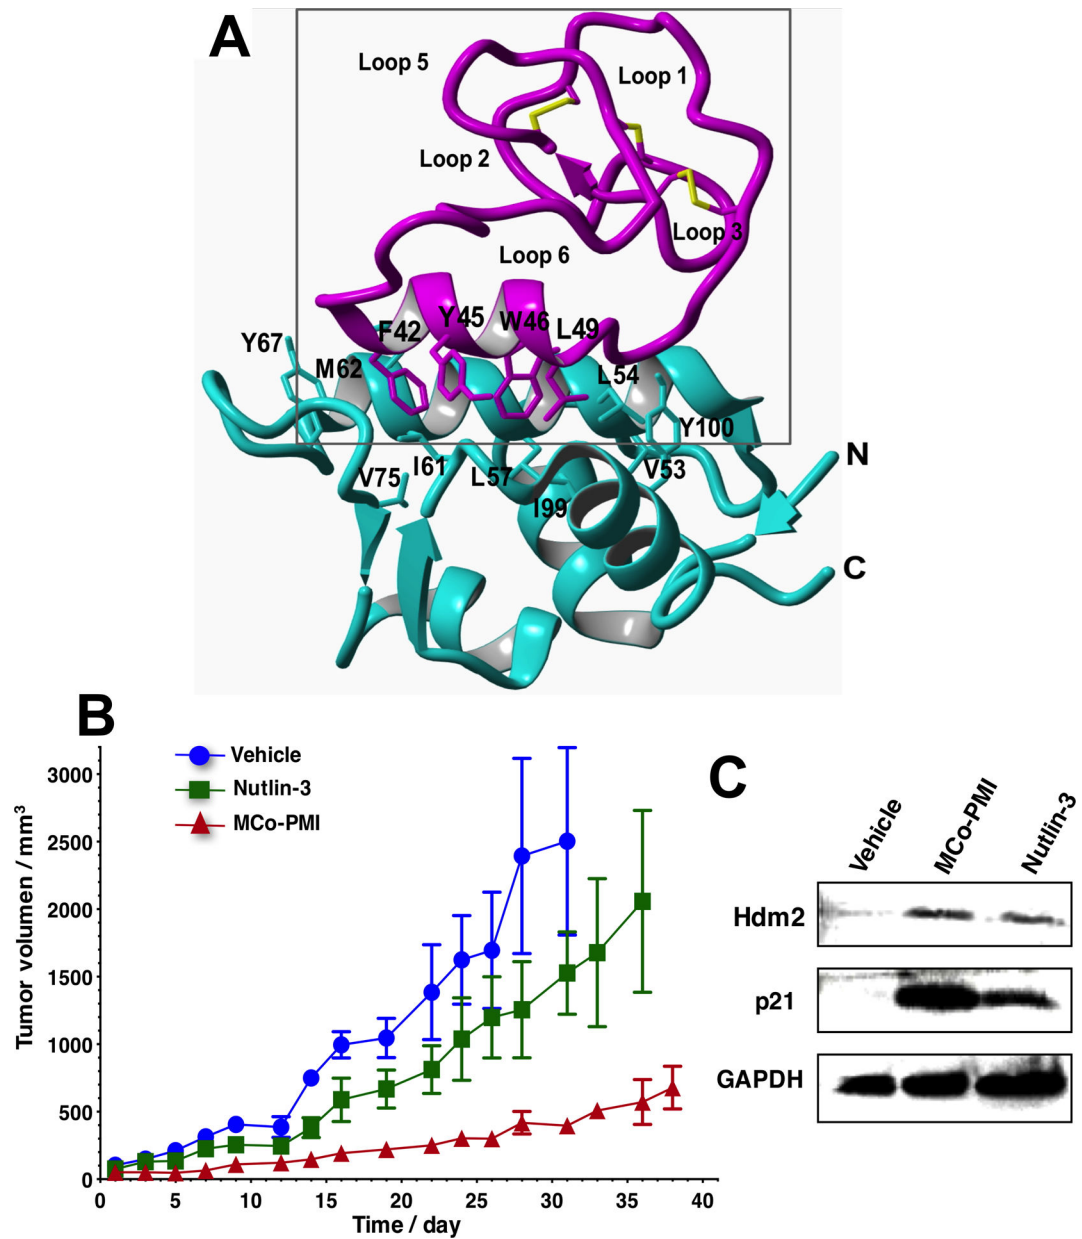 A
Loop 5
Loop 1
Loop 2
Loop 3
Loop 6
F42
Y45
W46
L49
Y67
M62
L54
Y100
V75
I61
L57
V53
I99
N
C
B
Vehicle
Nutlin-3
MCo-PMI
Tumor volumen / mm³
3000
2500
2000
1500
1000
500
0
0 5 10 15 20 25 30 35 40
Time / day
C
Vehicle
MCo-PMI
Nutlin-3
Hdm2
p21
GAPDH